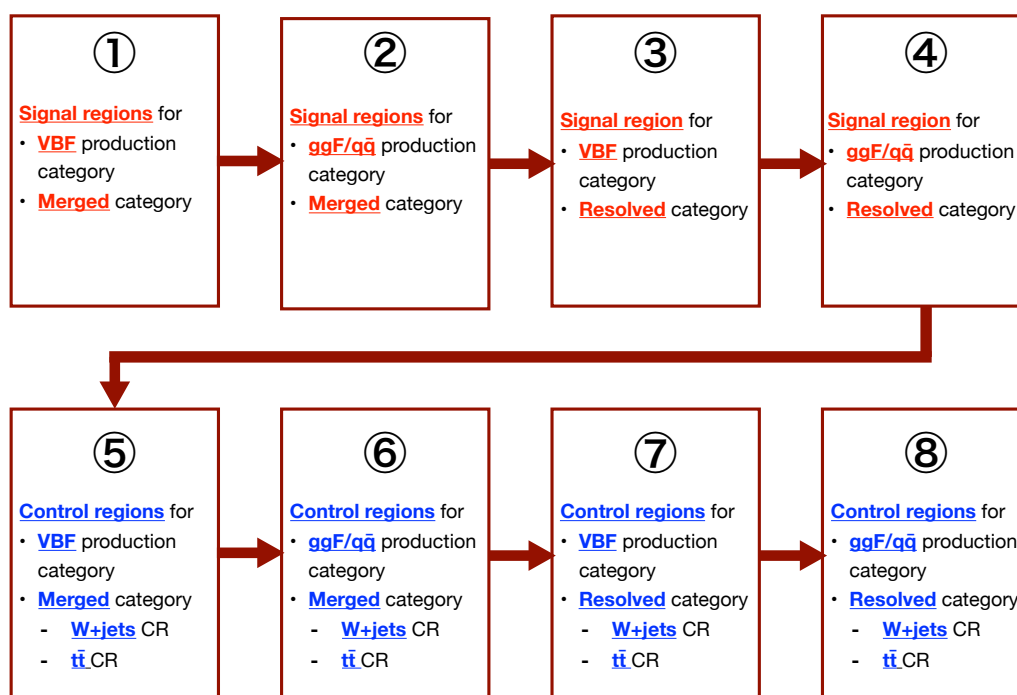 ①
Signal regions for
• VBF production
category
• Merged category
②
Signal regions for
• ggF/qq̄ production
category
• Merged category
③
Signal region for
• VBF production
category
• Resolved category
④
Signal region for
• ggF/qq̄ production
category
• Resolved category
⑤
Control regions for
• VBF production
category
• Merged category
- W+jets CR
- tt̄ CR
⑥
Control regions for
• ggF/qq̄ production
category
• Merged category
- W+jets CR
- tt̄ CR
⑦
Control regions for
• VBF production
category
• Resolved category
- W+jets CR
- tt̄ CR
⑧
Control regions for
• ggF/qq̄ production
category
• Resolved category
- W+jets CR
- tt̄ CR